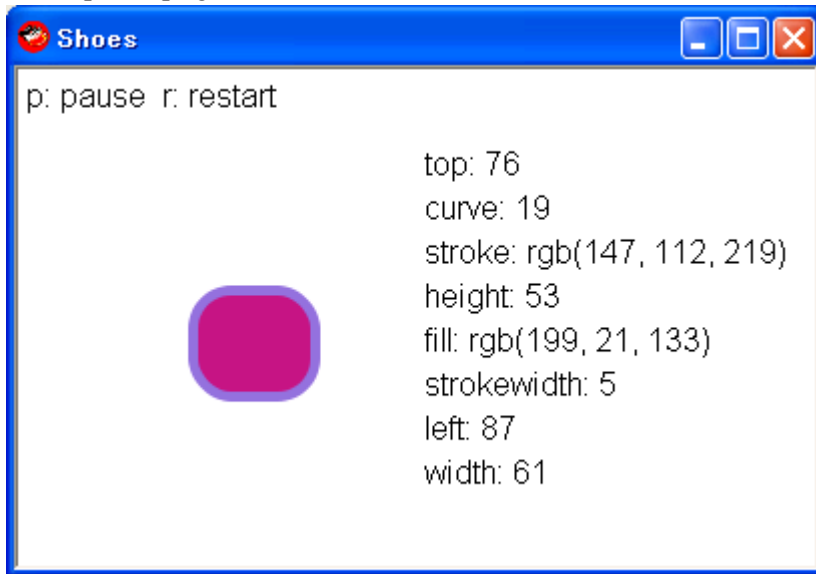 Shoes
p: pause r: restart
top: 76
curve: 19
stroke: rgb(147, 112, 219)
height: 53
fill: rgb(199, 21, 133)
strokewidth: 5
left: 87
width: 61